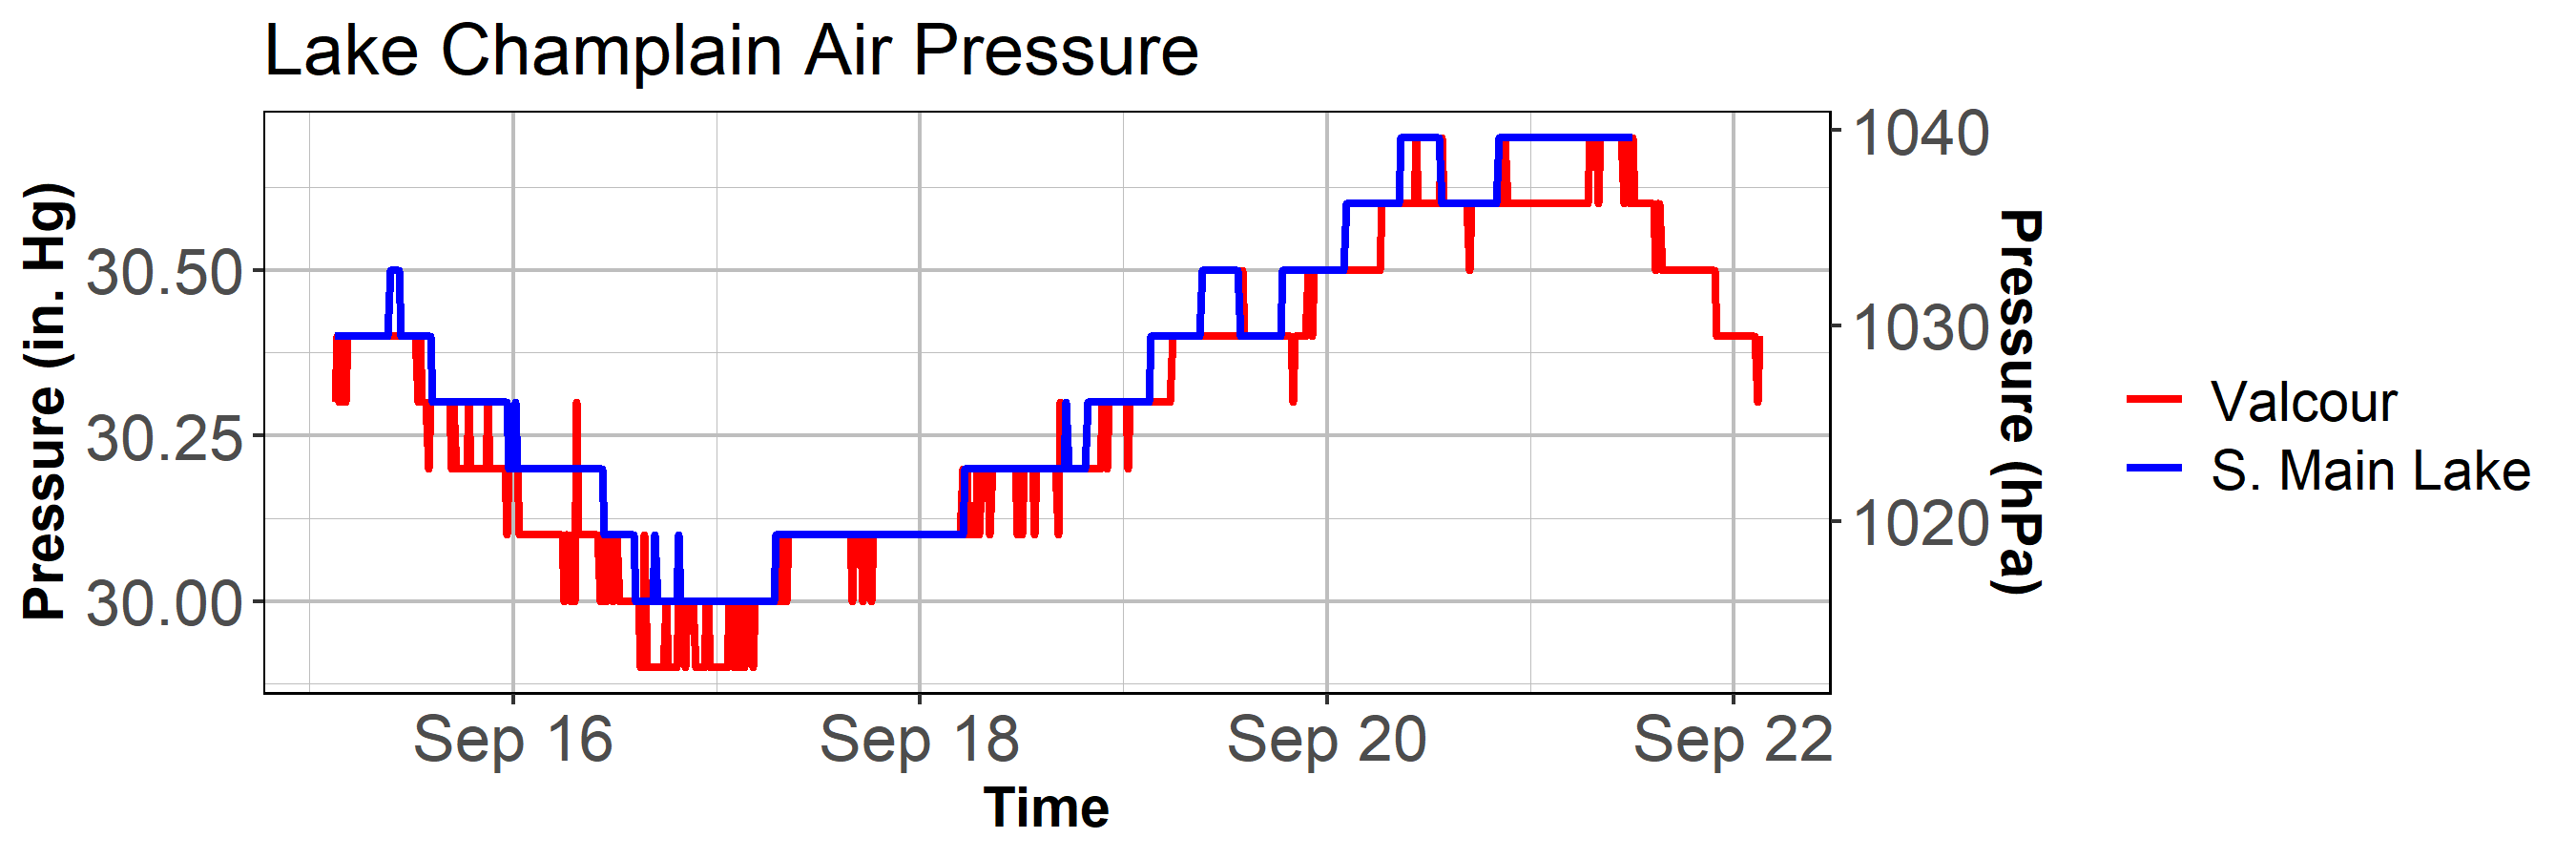 Lake Champlain Air Pressure
Pressure (in. Hg)
30.50
30.25
30.00
1040
1030
1020
Pressure (hPa)
Sep 16
Sep 18
Sep 20
Sep 22
Time
Valcour
S. Main Lake